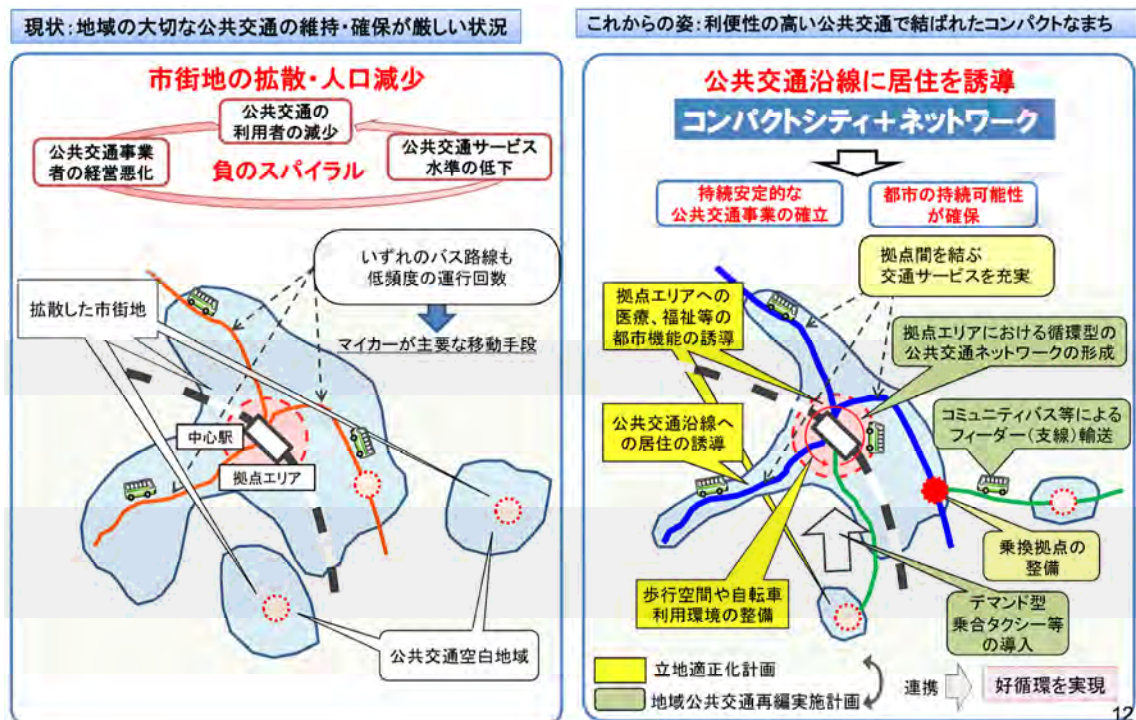 現状：地域の大切な公共交通の維持・確保が厳しい状況
市街地の拡散・人口減少
公共交通の
利用者の減少
公共交通事業
者の経営悪化
負のスパイラル
公共交通サービス
水準の低下
いずれのバス路線も
低頻度の運行回数
拡散した市街地
マイカーが主要な移動手段
中心駅
拠点エリア
公共交通空白地域
これからの姿：利便性の高い公共交通で結ばれたコンパクトなまち
公共交通沿線に居住を誘導
コンパクトシティ＋ネットワーク
持続安定的な
公共交通事業の確立
都市の持続可能性
が確保
拠点間を結ぶ
交通サービスを充実
拠点エリアへの
医療、福祉等の
都市機能の誘導
拠点エリアにおける循環型の
公共交通ネットワークの形成
公共交通沿線へ
の居住の誘導
コミュニティバス等による
フィーダー（支線）輸送
乗換拠点の
整備
歩行空間や自転車
利用環境の整備
デマンド型
乗合タクシー等
の導入
立地適正化計画
地域公共交通再編実施計画
連携
好循環を実現
12